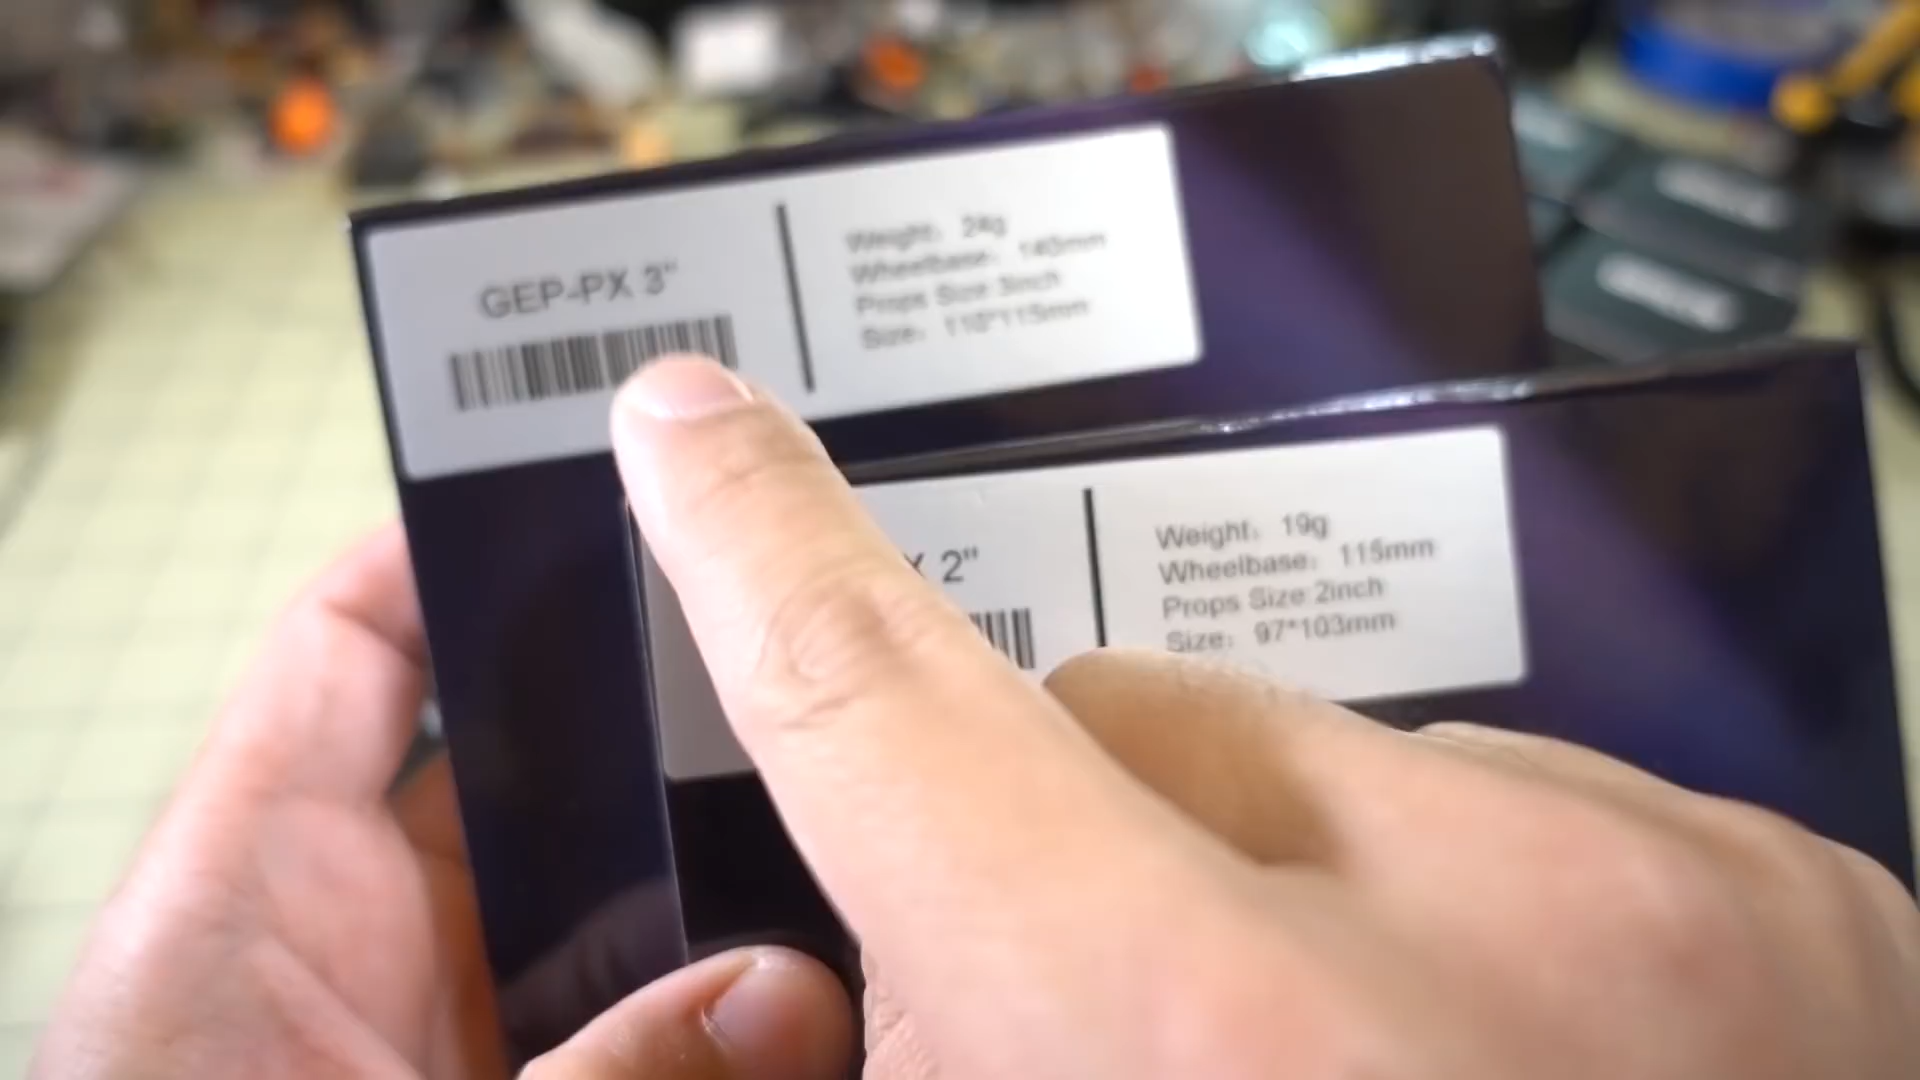 GEP-PX 3"
Weight: 24g
Wheelbase: 140mm
Props Size:3inch
Size: 110*115mm
X 2"
Weight: 19g
Wheelbase: 115mm
Props Size:2inch
Size: 97*103mm